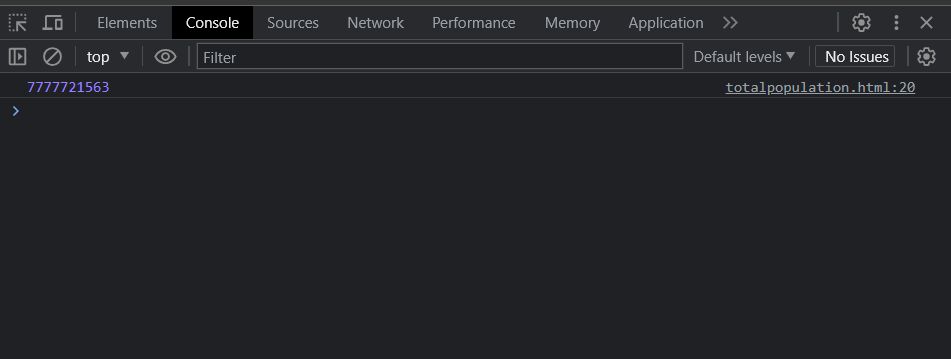 Elements Console Sources Network Performance Memory Application
top Filter Default levels No Issues
7777721563 totalpopulation.html:20